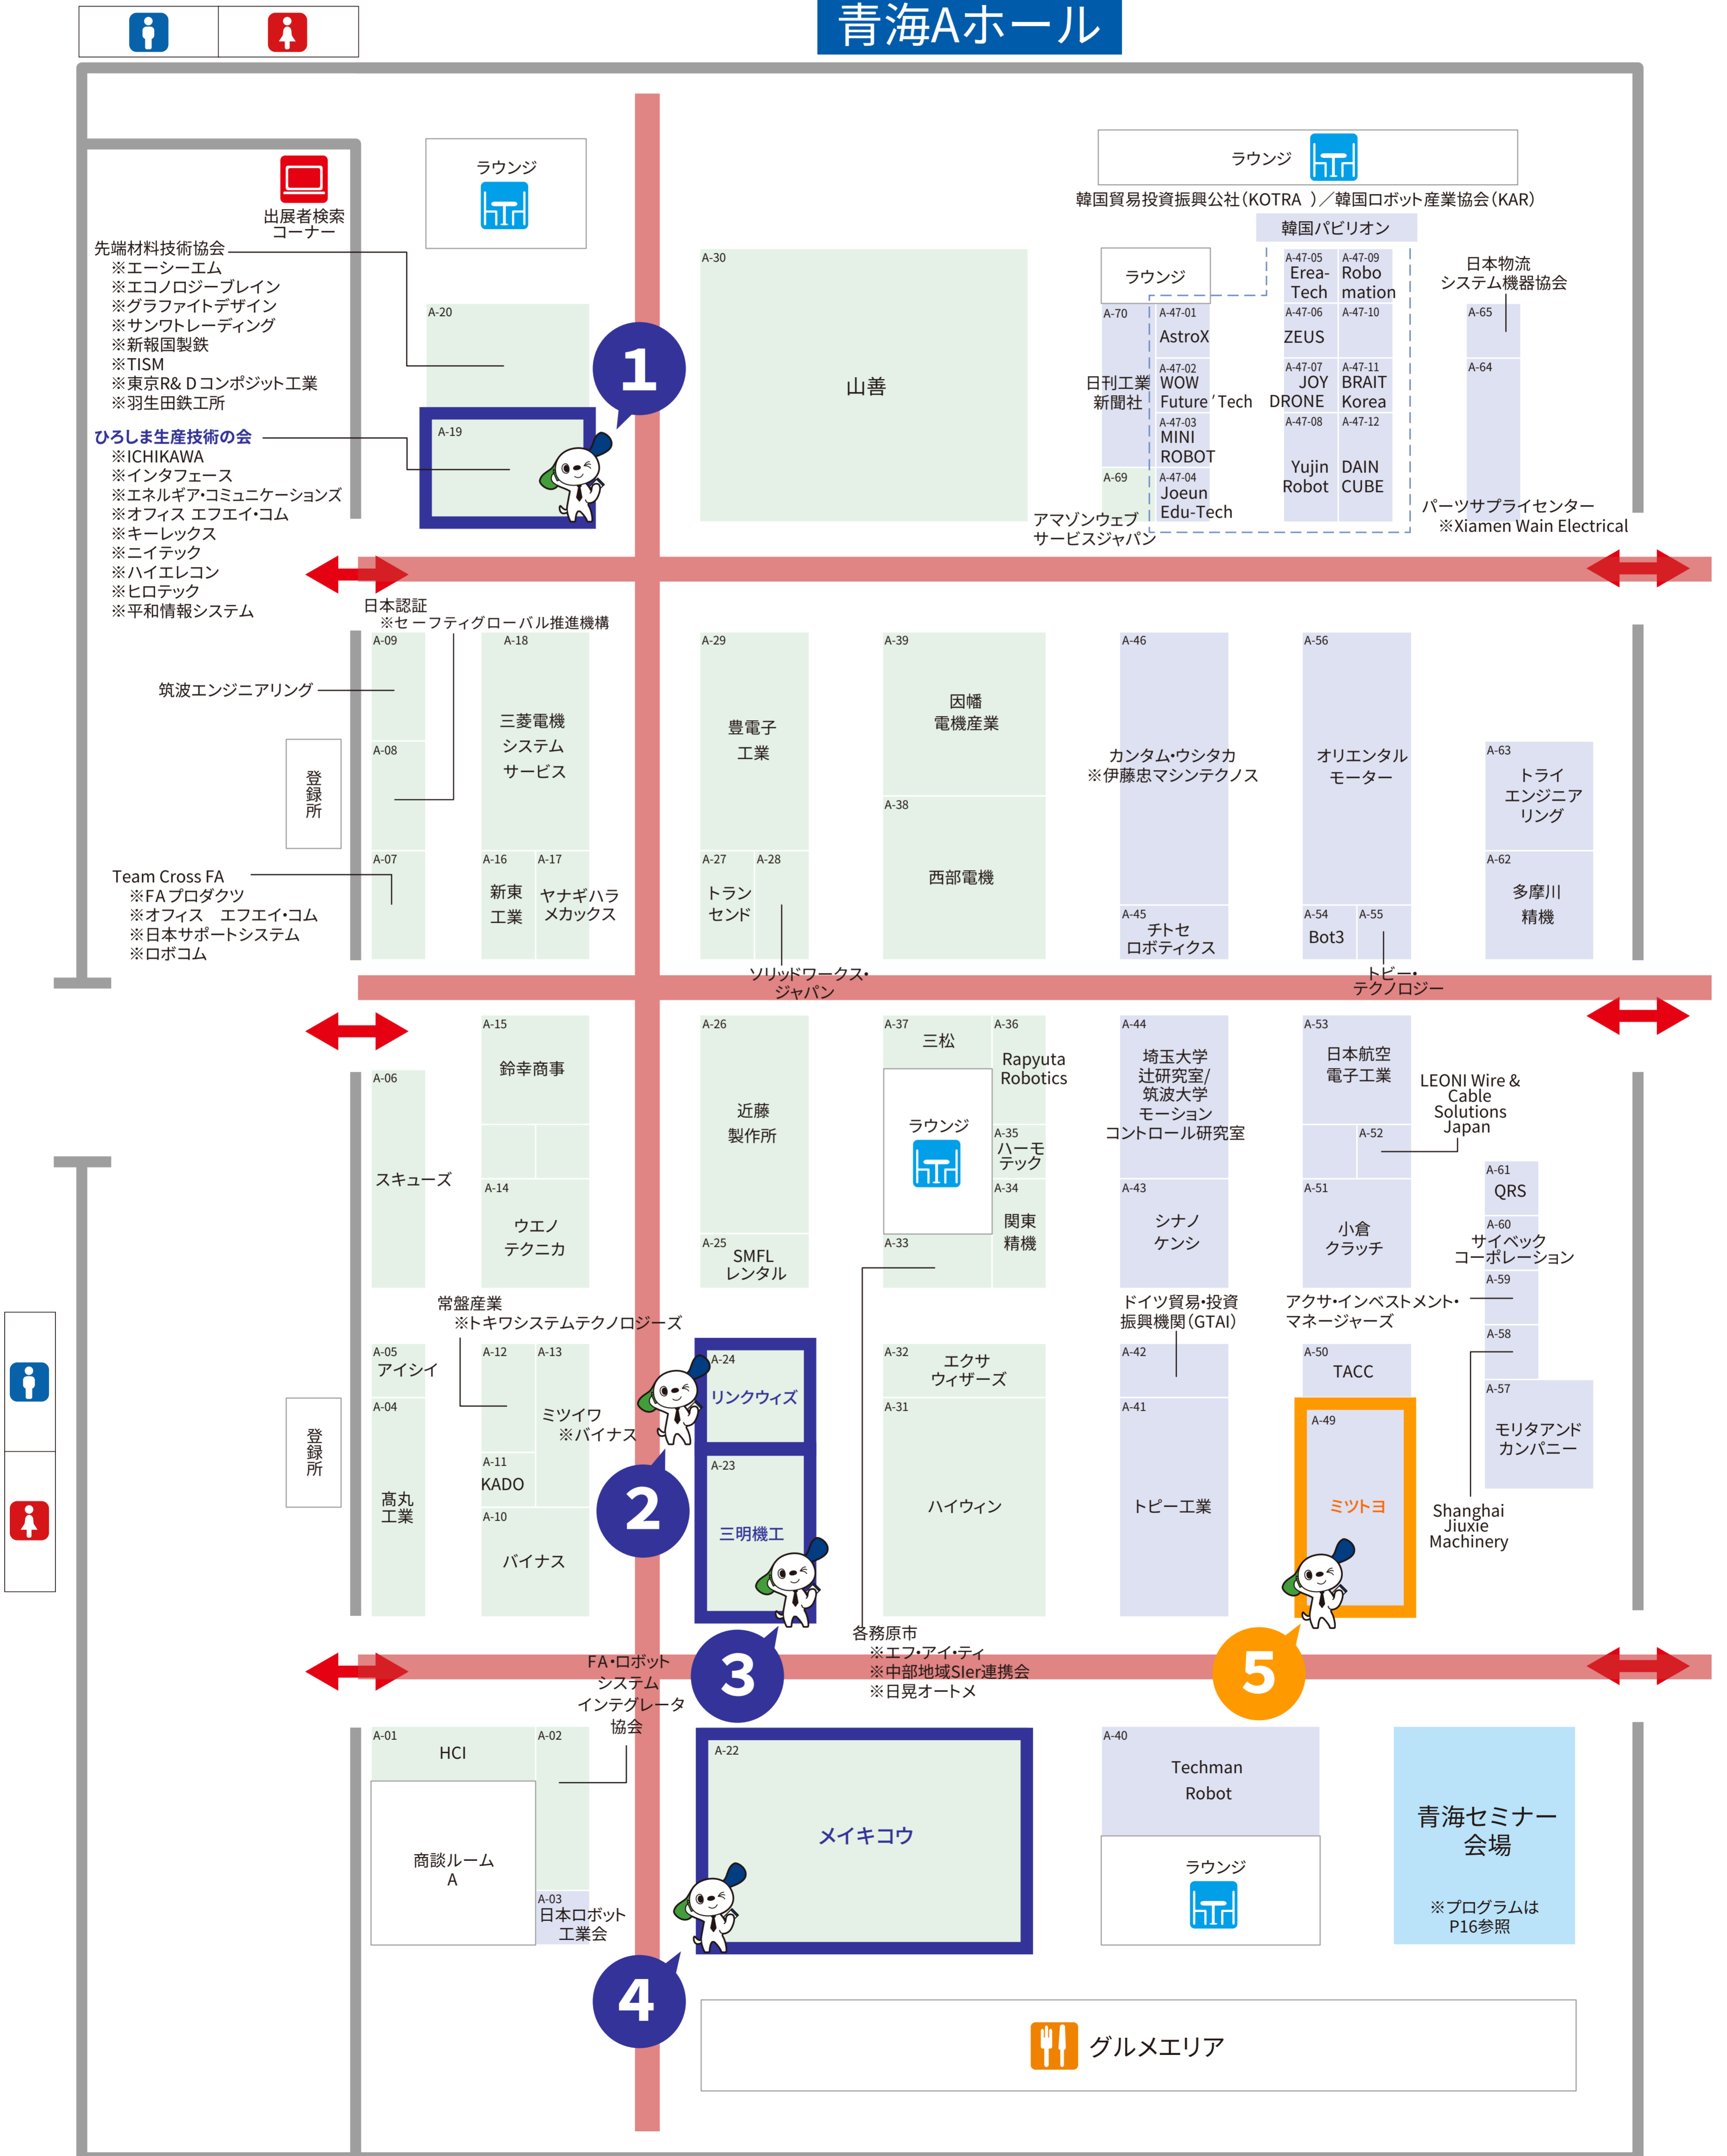 青海Aホール
ラウンジ
ラウンジ
出展者検索
コーナー
韓国貿易投資振興公社(KOTRA )／韓国ロボット産業協会(KAR)
韓国パビリオン
先端材料技術協会
※エーシーエム
※エコノロジーブレイン
※グラファイトデザイン
※サンワトレーディング
※新報国製鉄
※TISM
※東京R& D コンポジット工業
※羽生田鉄工所
ひろしま生産技術の会
※ICHIKAWA
※インタフェース
※エネルギア・コミュニケーションズ
※オフィス エフエイ・コム
※キーレックス
※ニイテック
※ハイエレコン
※ヒロテック
※平和情報システム
A-20
A-19
1
A-30
山善
ラウンジ
A-70
日刊工業
新聞社
A-69
アマゾンウェブ
サービスジャパン
A-47-01
AstroX
A-47-02
WOW
Future ′ Tech
A-47-03
MINI
ROBOT
A-47-04
Joeun
Edu-Tech
A-47-05
Erea-
Tech
A-47-06
ZEUS
A-47-07
JOY
DRONE
A-47-08
Yujin
Robot
A-47-09
Robo
mation
A-47-10
A-47-11
BRAIT
Korea
A-47-12
DAIN
CUBE
日本物流
システム機器協会
A-65
A-64
パーツサプライセンター
※Xiamen Wain Electrical
日本認証
※セーフティグローバル推進機構
A-09
筑波エンジニアリング
A-08
登録所
A-07
Team Cross FA
※FA プロダクツ
※オフィス　エフエイ・コム
※日本サポートシステム
※ロボコム
A-18
三菱電機
システム
サービス
A-16
新東
工業
A-17
ヤナギハラ
メカックス
A-29
豊電子
工業
A-27
トラン
センド
A-28
ソリッドワークス・
ジャパン
A-39
因幡
電機産業
A-38
西部電機
A-46
カンタム・ウシタカ
※伊藤忠マシンテクノス
A-45
チトセ
ロボティクス
A-56
オリエンタル
モーター
A-54
Bot3
A-55
トビー・
テクノロジー
A-63
トライ
エンジニア
リング
A-62
多摩川
精機
A-15
鈴幸商事
A-06
スキューズ
A-14
ウエノ
テクニカ
A-26
近藤
製作所
A-25
SMFL
レンタル
A-37
三松
A-36
Rapyuta
Robotics
ラウンジ
A-35
ハーモ
テック
A-34
関東
精機
A-33
A-44
埼玉大学
辻研究室/
筑波大学
モーション
コントロール研究室
A-43
シナノ
ケンシ
A-53
日本航空
電子工業
A-52
LEONI Wire &
Cable
Solutions
Japan
A-51
小倉
クラッチ
A-61
QRS
A-60
サイベック
コーポレーション
A-59
アクサ・インベストメント・
マネージャーズ
A-58
A-57
モリタアンド
カンパニー
Shanghai
Jiuxie
Machinery
常盤産業
※トキワシステムテクノロジーズ
A-05
アイシイ
A-04
髙丸
工業
登録所
A-12
A-13
ミツイワ
※バイナス
A-11
KADO
A-10
バイナス
A-24
リンクウィズ
2
A-23
三明機工
3
A-32
エクサ
ウィザーズ
A-31
ハイウィン
ドイツ貿易・投資
振興機関(GTAI)
A-42
A-41
トピー工業
A-50
TACC
A-49
ミツトヨ
5
各務原市
※エフ・アイ・ティ
※中部地域SIer連携会
※日晃オートメ
FA・ロボット
システム
インテグレータ
協会
A-01
HCI
A-02
商談ルーム
A
A-03
日本ロボット
工業会
A-22
メイキコウ
4
A-40
Techman
Robot
ラウンジ
青海セミナー
会場
※プログラムは
P16参照
グルメエリア